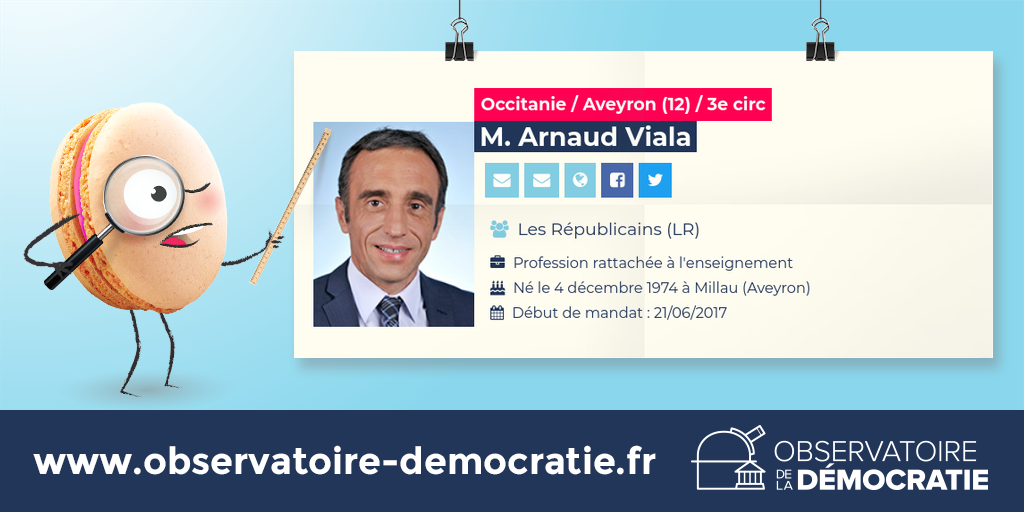 Occitanie / Aveyron (12) / 3e circ
M. Arnaud Viala
Les Républicains (LR)
Profession rattachée à l'enseignement
Né le 4 décembre 1974 à Millau (Aveyron)
Début de mandat : 21/06/2017
www.observatoire-democratie.fr
OBSERVATOIRE
DE LA DÉMOCRATIE